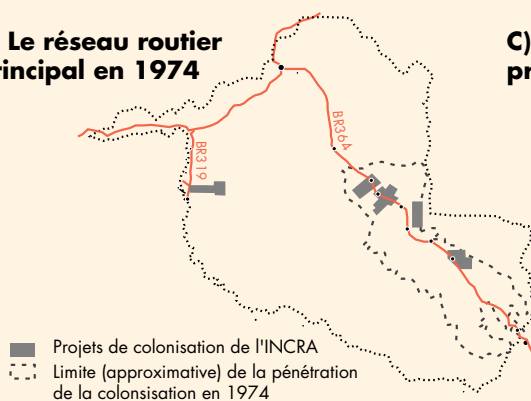 Le réseau routier
rincipal en 1974
C)
pr
BR319
BR364
Projets de colonisation de l'INCRA
Limite (approximative) de la pénétration
de la colonsisation en 1974